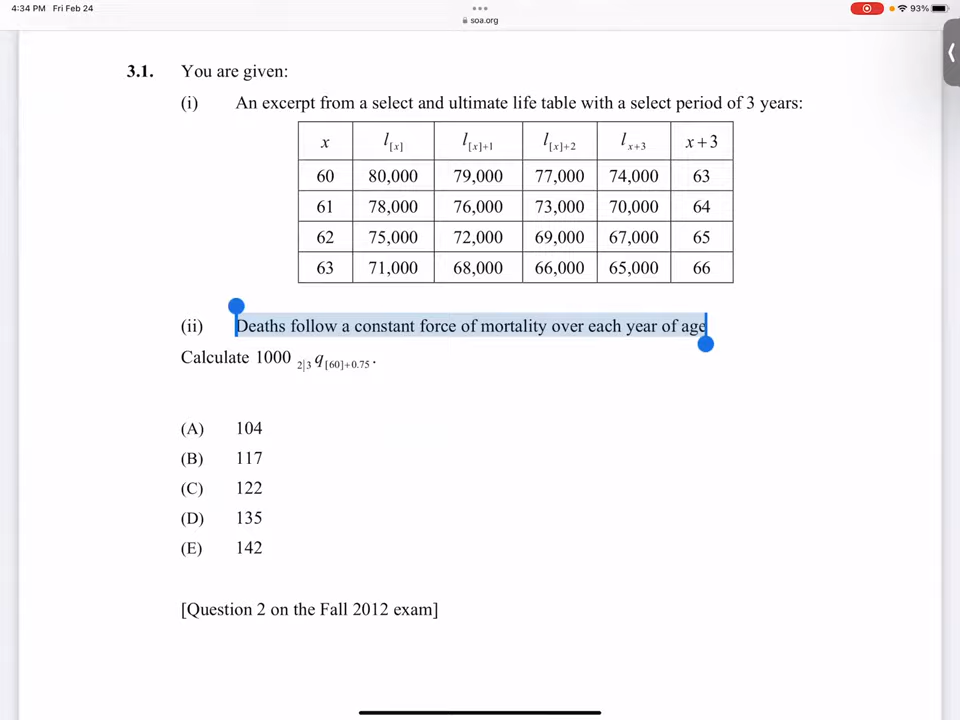 4:34 PM Fri Feb 24
93%
soa.org
3.1. You are given:
(i) An excerpt from a select and ultimate life table with a select period of 3 years:
x l[x] l[x]+1 l[x]+2 lx+3 x+3
60 80,000 79,000 77,000 74,000 63
61 78,000 76,000 73,000 70,000 64
62 75,000 72,000 69,000 67,000 65
63 71,000 68,000 66,000 65,000 66
(ii) Deaths follow a constant force of mortality over each year of age
Calculate 1000 2|3 q[60]+0.75 .
(A) 104
(B) 117
(C) 122
(D) 135
(E) 142
[Question 2 on the Fall 2012 exam]